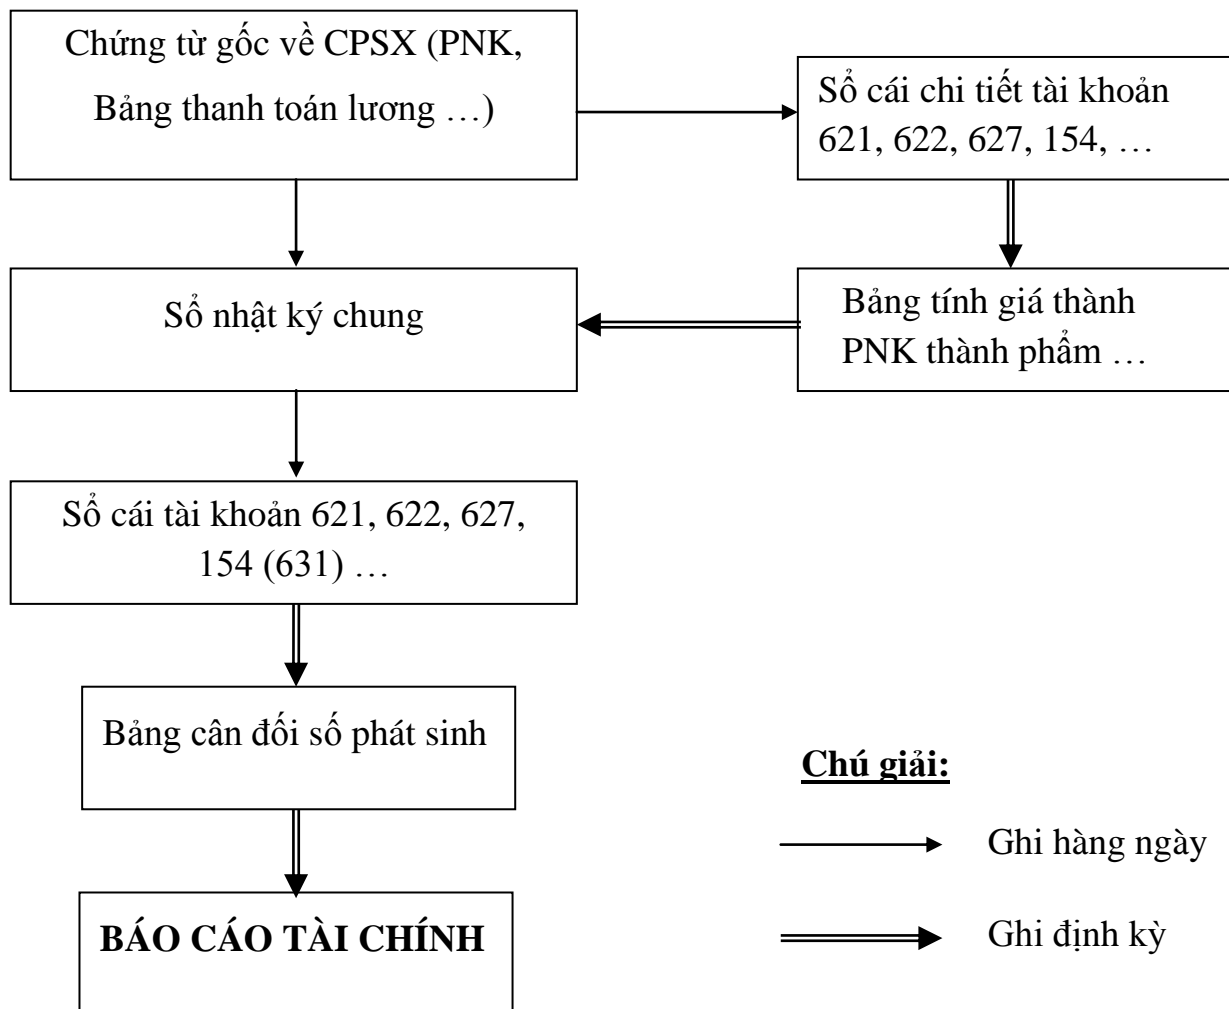 Chứng từ gốc về CPSX (PNK,
Bảng thanh toán lương …)
Sổ cái chi tiết tài khoản
621, 622, 627, 154, …
Sổ nhật ký chung
Bảng tính giá thành
PNK thành phẩm …
Sổ cái tài khoản 621, 622, 627,
154 (631) …
Bảng cân đối số phát sinh
BÁO CÁO TÀI CHÍNH
Chú giải:
Ghi hàng ngày
Ghi định kỳ